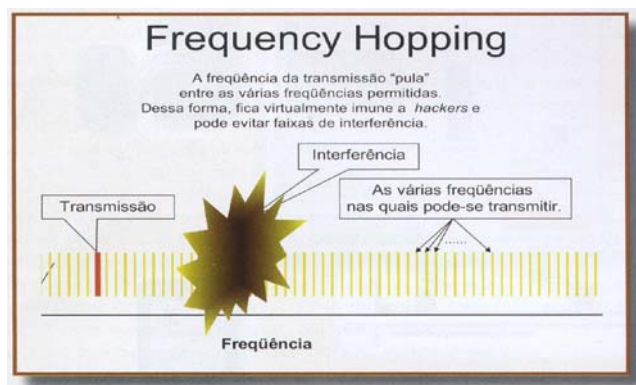 Frequency Hopping
A freqüência da transmissão "pula"
entre as várias freqüências permitidas.
Dessa forma, fica virtualmente imune a hackers e
pode evitar faixas de interferência.
Interferência
Transmissão
As várias freqüências
nas quais pode-se transmitir.
......
Freqüência